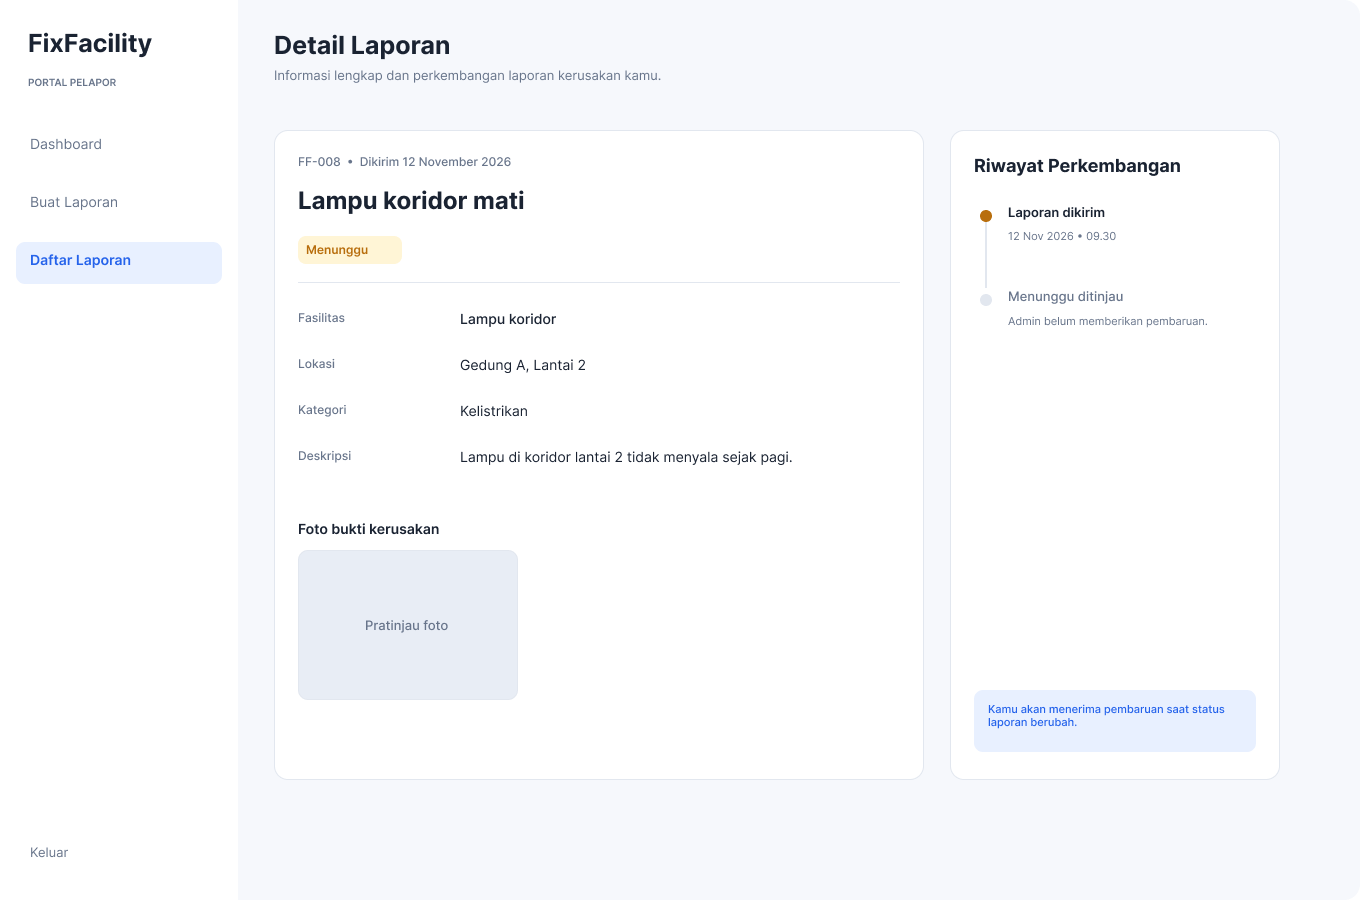 FixFacility
PORTAL PELAPOR
Dashboard
Buat Laporan
Daftar Laporan
Keluar
Detail Laporan
Informasi lengkap dan perkembangan laporan kerusakan kamu.
FF-008 • Dikirim 12 November 2026
Lampu koridor mati
Menunggu
Fasilitas
Lampu koridor
Lokasi
Gedung A, Lantai 2
Kategori
Kelistrikan
Deskripsi
Lampu di koridor lantai 2 tidak menyala sejak pagi.
Foto bukti kerusakan
Pratinjau foto
Riwayat Perkembangan
Laporan dikirim
12 Nov 2026 • 09.30
Menunggu ditinjau
Admin belum memberikan pembaruan.
Kamu akan menerima pembaruan saat status
laporan berubah.